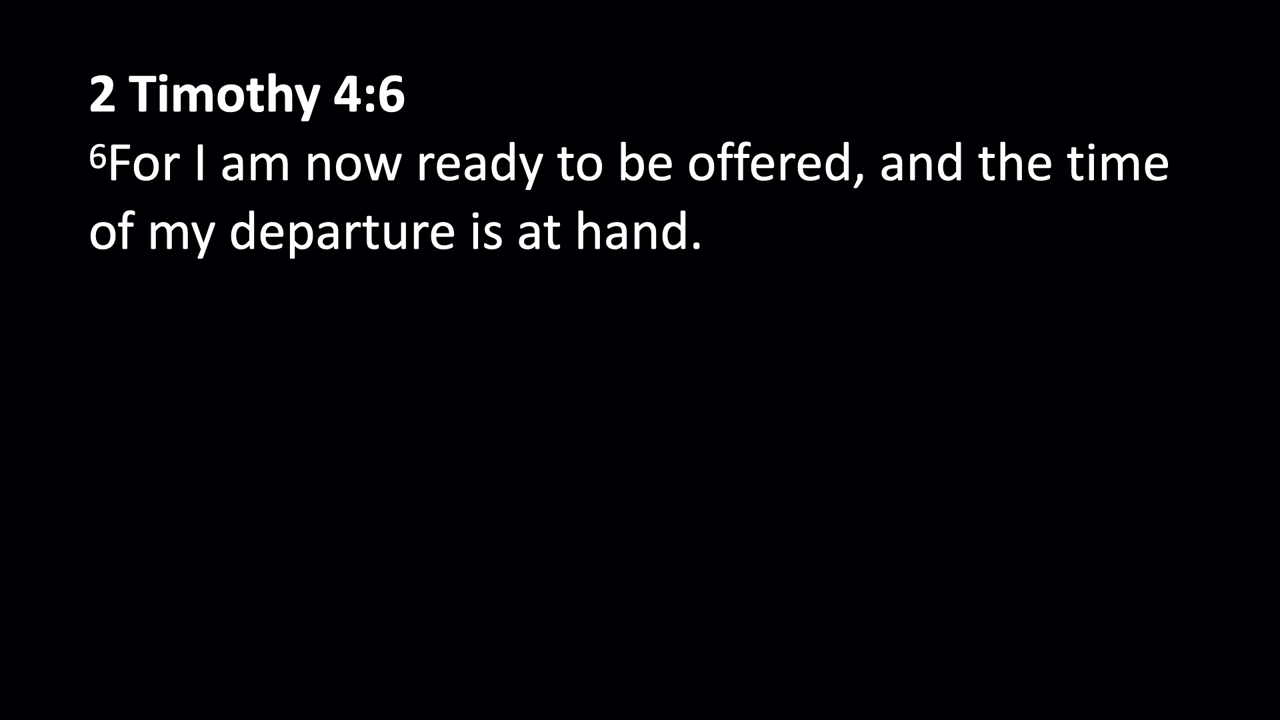 2 Timothy 4:6
⁶For I am now ready to be offered, and the time
of my departure is at hand.